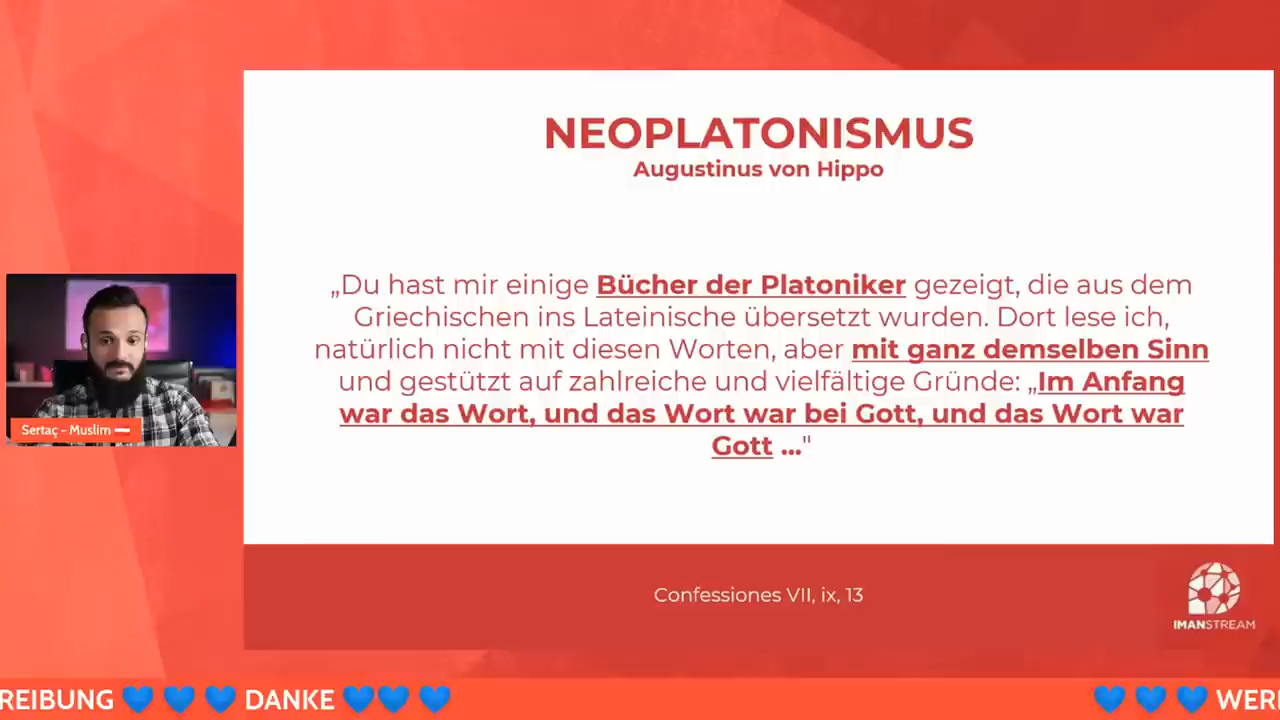 NEOPLATONISMUS
Augustinus von Hippo
„Du hast mir einige Bücher der Platoniker gezeigt, die aus dem
Griechischen ins Lateinische übersetzt wurden. Dort lese ich,
natürlich nicht mit diesen Worten, aber mit ganz demselben Sinn
und gestützt auf zahlreiche und vielfältige Gründe: „Im Anfang
war das Wort, und das Wort war bei Gott, und das Wort war
Gott ..."
Sertaç - Muslim
Confessiones VII, ix, 13
IMANSTREAM
REIBUNG 💙 💙 💙 DANKE 💙💙 💙 💙 💙 💙 WERI